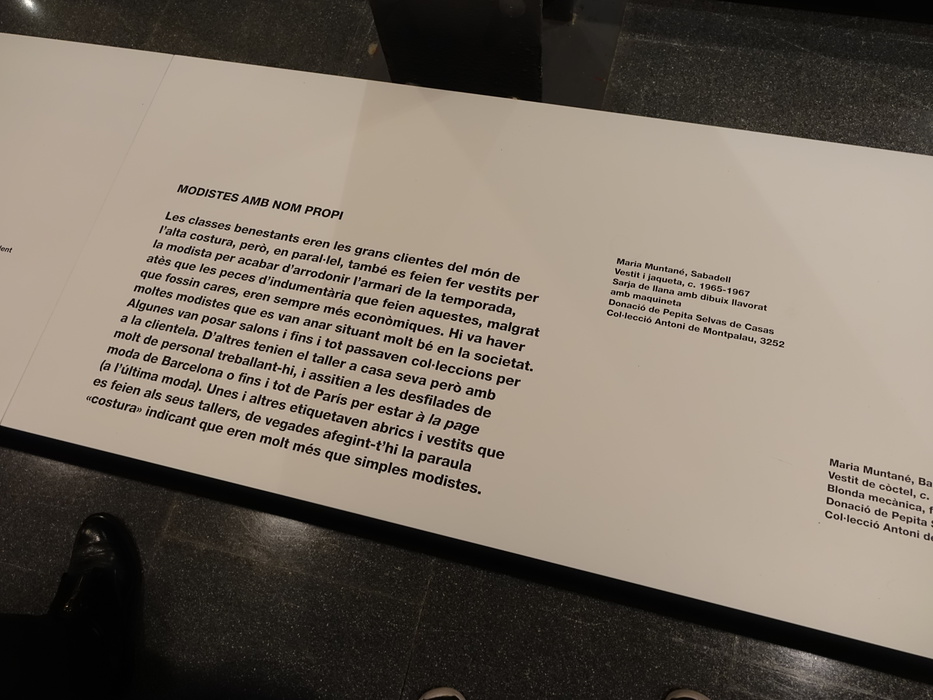 MODISTES AMB NOM PROPI
Les classes benestants eren les grans clientes del món de
l'alta costura, però, en paral·lel, també es feien fer vestits per
la modista per acabar d'arrodonir l'armari de la temporada,
atès que les peces d'indumentària que feien aquestes, malgrat
que fossin cares, eren sempre més econòmiques. Hi va haver
moltes modistes que es van anar situant molt bé en la societat.
Algunes van posar salons i fins i tot passaven col·leccions per
a la clientela. D'altres tenien el taller a casa seva però amb
molt de personal treballant-hi, i assitien a les desfilades de
moda de Barcelona o fins i tot de París per estar à la page
(a l'última moda). Unes i altres etiquetaven abrics i vestits que
es feien als seus tallers, de vegades afegint-t'hi la paraula
«costura» indicant que eren molt més que simples modistes.
Maria Muntané, Sabadell
Vestit i jaqueta, c. 1965-1967
Sarja de llana amb dibuix llavorat
amb maquineta
Donació de Pepita Selvas de Casas
Col·lecció Antoni de Montpalau, 3252
Maria Muntané, Ba
Vestit de còctel, c.
Blonda mecànica, f
Donació de Pepita S
Col·lecció Antoni de